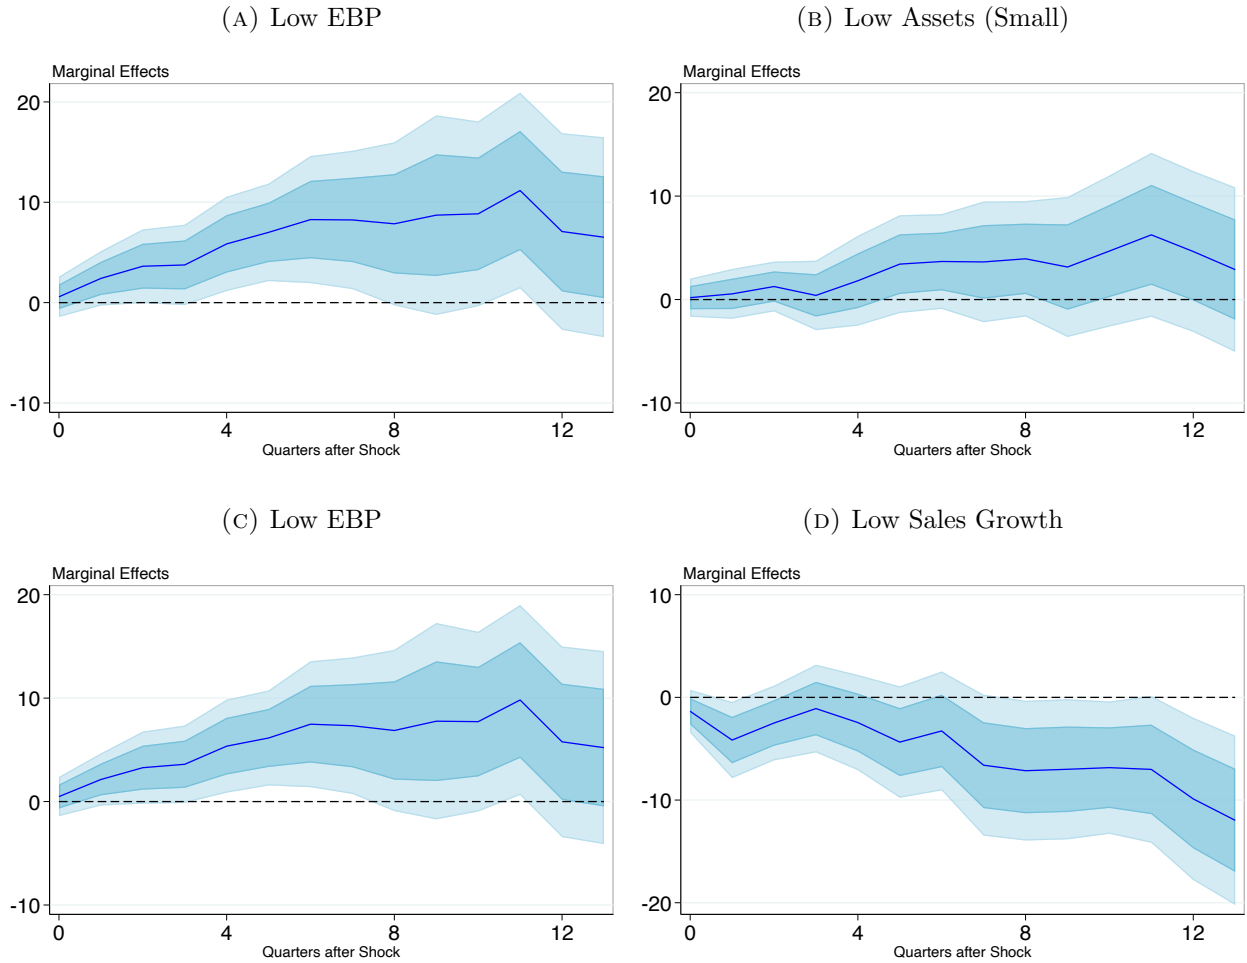 (A) Low EBP
Marginal Effects
20
10
0
-10
0 4 8 12
Quarters after Shock
(B) Low Assets (Small)
Marginal Effects
20
10
0
-10
0 4 8 12
Quarters after Shock
(C) Low EBP
Marginal Effects
20
10
0
-10
0 4 8 12
Quarters after Shock
(D) Low Sales Growth
Marginal Effects
10
0
-10
-20
0 4 8 12
Quarters after Shock